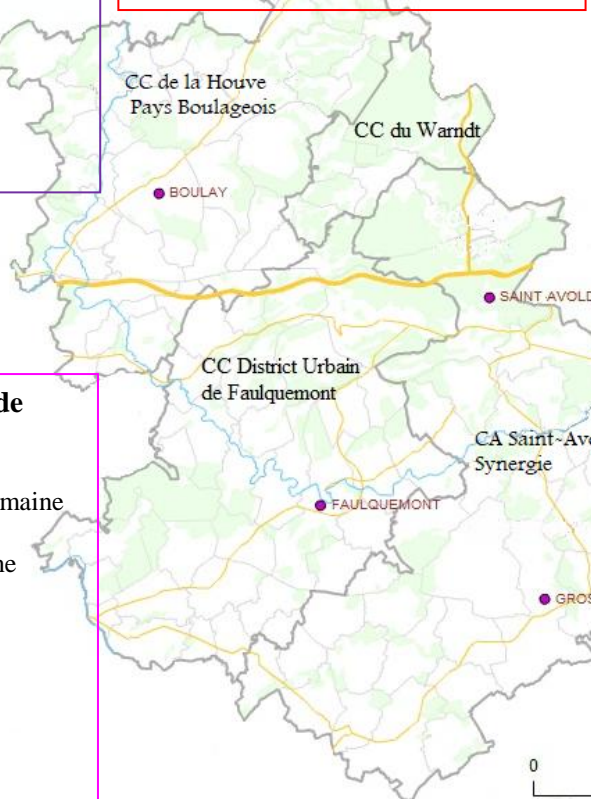 CC de la Houve
Pays Boulageois
CC du Warndt
BOULAY
SAINT AVOLD
CC District Urbain
de Faulquemont
de
CA Saint~Avo
Synergie
maine
FAULQUEMONT
ne
GROS
0